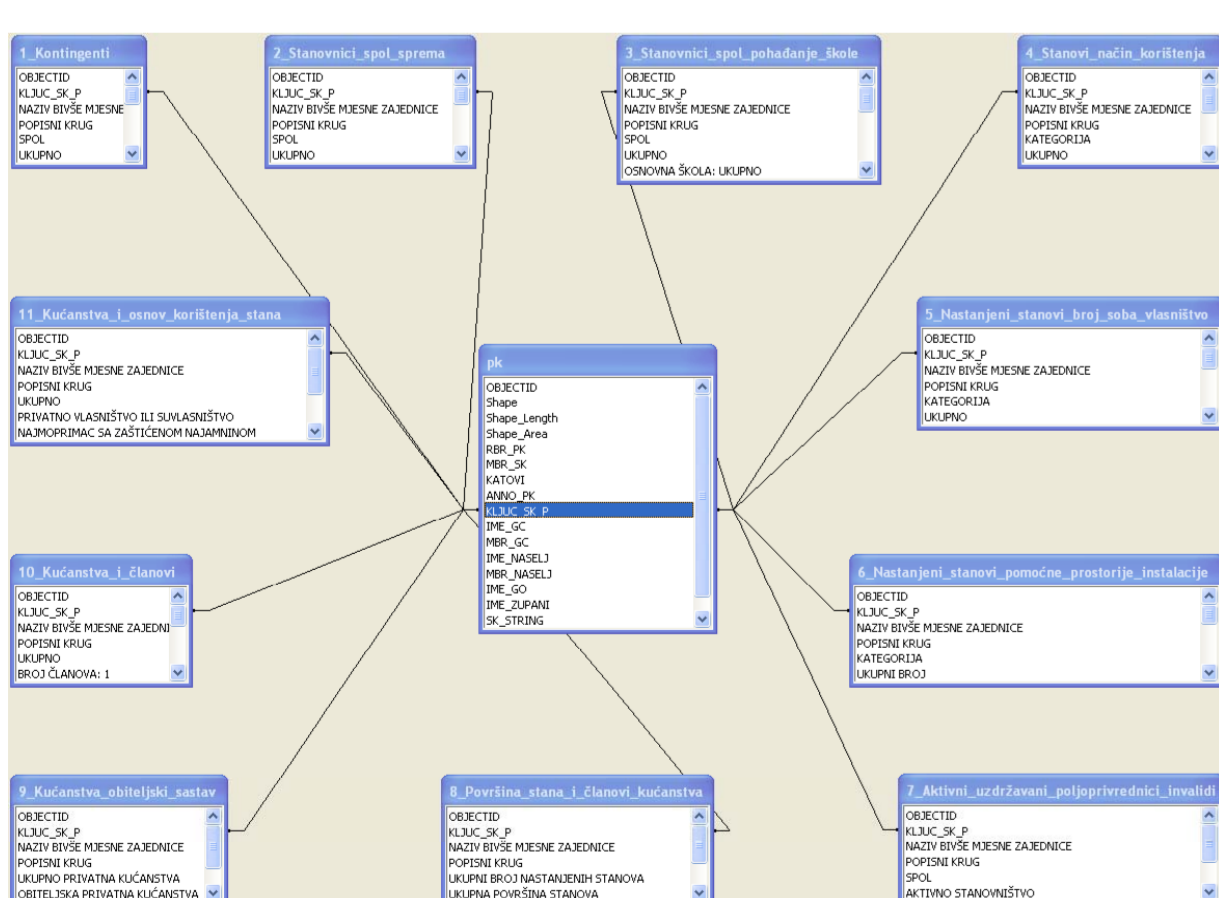 1_Kontingenti
OBJECTID
KLJUC_SK_P
NAZIV BIVŠE MJESNE
POPISNI KRUG
SPOL
UKUPNO
2_Stanovnici_spol_sprema
OBJECTID
KLJUC_SK_P
NAZIV BIVŠE MJESNE ZAJEDNICE
POPISNI KRUG
SPOL
UKUPNO
3_Stanovnici_spol_pohađanje_škole
OBJECTID
KLJUC_SK_P
NAZIV BIVŠE MJESNE ZAJEDNICE
POPISNI KRUG
SPOL
UKUPNO
OSNOVNA ŠKOLA: UKUPNO
4_Stanovi_način_korištenja
OBJECTID
KLJUC_SK_P
NAZIV BIVŠE MJESNE ZAJEDNICE
POPISNI KRUG
KATEGORIJA
UKUPNO
11_Kućanstva_i_osnov_korištenja_stana
OBJECTID
KLJUC_SK_P
NAZIV BIVŠE MJESNE ZAJEDNICE
POPISNI KRUG
UKUPNO
PRIVATNO VLASNIŠTVO ILI SUVLASNIŠTVO
NAJMOPRIMAC SA ZAŠTIĆENOM NAJAMNINOM
pk
OBJECTID
Shape
Shape_Length
Shape_Area
RBR_PK
MBR_SK
KATOVI
ANNO_PK
KLJUC_SK_P
IME_GC
MBR_GC
IME_NASELJ
MBR_NASELJ
IME_GO
IME_ZUPANI
SK_STRING
5_Nastanjeni_stanovi_broj_soba_vlasništvo
OBJECTID
KLJUC_SK_P
NAZIV BIVŠE MJESNE ZAJEDNICE
POPISNI KRUG
KATEGORIJA
UKUPNO
10_Kućanstva_i_članovi
OBJECTID
KLJUC_SK_P
NAZIV BIVŠE MJESNE ZAJEDNI
POPISNI KRUG
UKUPNO
BROJ ČLANOVA: 1
6_Nastanjeni_stanovi_pomoćne_prostorije_instalacije
OBJECTID
KLJUC_SK_P
NAZIV BIVŠE MJESNE ZAJEDNICE
POPISNI KRUG
KATEGORIJA
UKUPNI BROJ
9_Kućanstva_obiteljski_sastav
OBJECTID
KLJUC_SK_P
NAZIV BIVŠE MJESNE ZAJEDNICE
POPISNI KRUG
UKUPNO PRIVATNA KUĆANSTVA
OBITELJSKA PRIVATNA KUĆANSTVA
8_Površina_stana_i_članovi_kućanstva
OBJECTID
KLJUC_SK_P
NAZIV BIVŠE MJESNE ZAJEDNICE
POPISNI KRUG
UKUPNI BROJ NASTANJENIH STANOVA
UKUPNA POVRŠINA STANOVA
7_Aktivni_uzdržavani_poljoprivrednici_invalidi
OBJECTID
KLJUC_SK_P
NAZIV BIVŠE MJESNE ZAJEDNICE
POPISNI KRUG
SPOL
AKTIVNO STANOVNIŠTVO